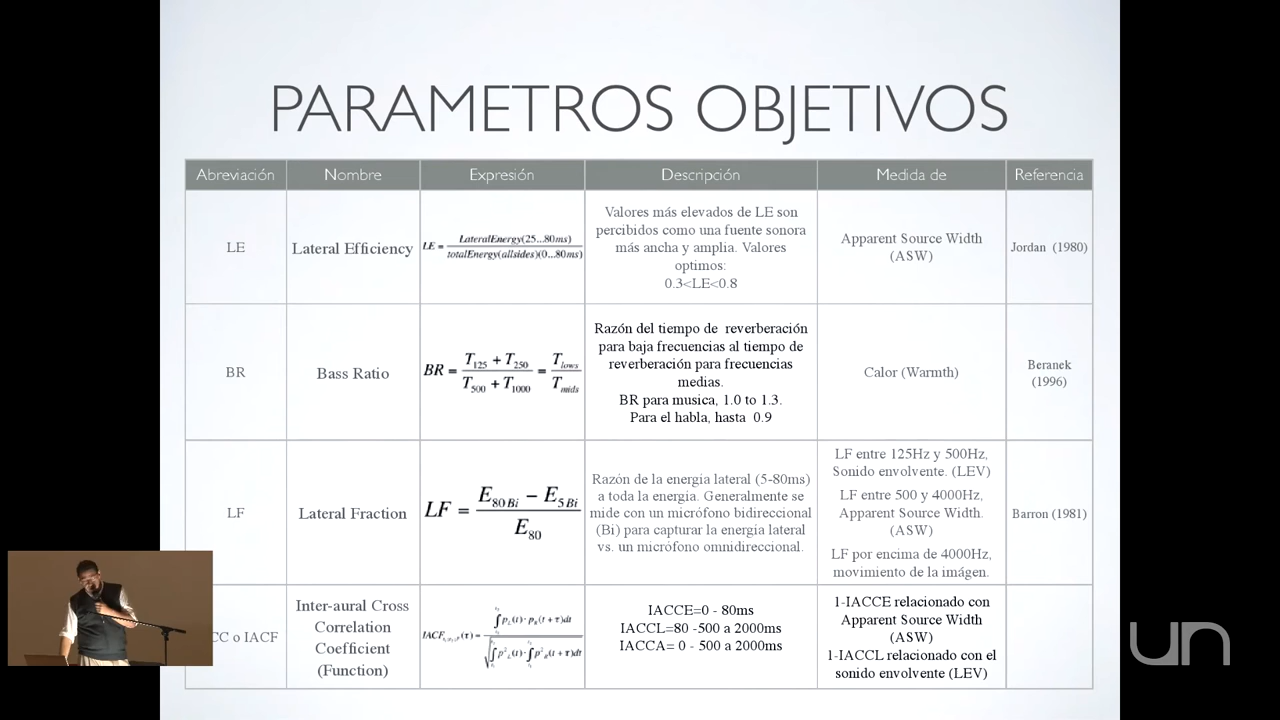 PARAMETROS OBJETIVOS
Abreviación Nombre Expresión Descripción Medida de Referencia
LE
Lateral Efficiency
LE = LateralEnergy(25...80ms) / totalEnergy(allsides)(0...80ms)
Valores más elevados de LE son
percibidos como una fuente sonora
más ancha y amplia. Valores
optimos:
0.3<LE<0.8
Apparent Source Width
(ASW)
Jordan (1980)
BR
Bass Ratio
BR = T125 + T250 / T500 + T1000 = Tlows / Tmids
Razón del tiempo de reverberación
para baja frecuencias al tiempo de
reverberación para frecuencias
medias.
BR para musica, 1.0 to 1.3.
Para el habla, hasta 0.9
Calor (Warmth)
Beranek
(1996)
LF
Lateral Fraction
LF = E80 Bi − E5 Bi / E80
Razón de la energía lateral (5-80ms)
a toda la energía. Generalmente se
mide con un micrófono bidireccional
(Bi) para capturar la energía lateral
vs. un micrófono omnidireccional.
LF entre 125Hz y 500Hz,
Sonido envolvente. (LEV)
LF entre 500 y 4000Hz,
Apparent Source Width.
(ASW)
LF por encima de 4000Hz,
movimiento de la imágen.
Barron (1981)
CC o IACF
Inter-aural Cross
Correlation
Coefficient
(Function)
IACCE=0 - 80ms
IACCL=80 -500 a 2000ms
IACCA= 0 - 500 a 2000ms
1-IACCE relacionado con
Apparent Source Width
(ASW)
1-IACCL relacionado con el
sonido envolvente (LEV)
un